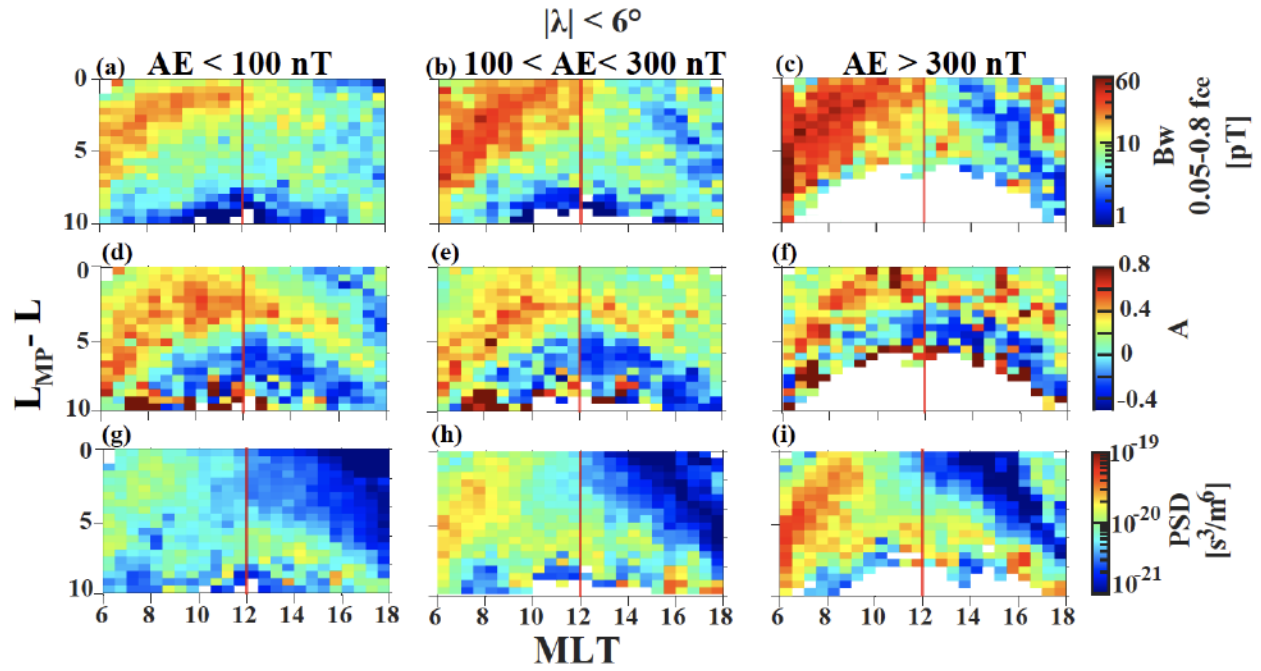 |λ| < 6°
(a) AE < 100 nT
(b) 100 < AE< 300 nT
(c) AE > 300 nT
0
5
10
60
10
1
Bw
0.05-0.8 fce
[pT]
(d)
(e)
(f)
0
5
10
0.8
0.4
0
-0.4
A
L_MP- L
(g)
(h)
(i)
0
5
10
10^-19
10^-20
10^-21
PSD
[s^3/m^6]
6 8 10 12 14 16 18
6 8 10 12 14 16 18
6 8 10 12 14 16 18
MLT